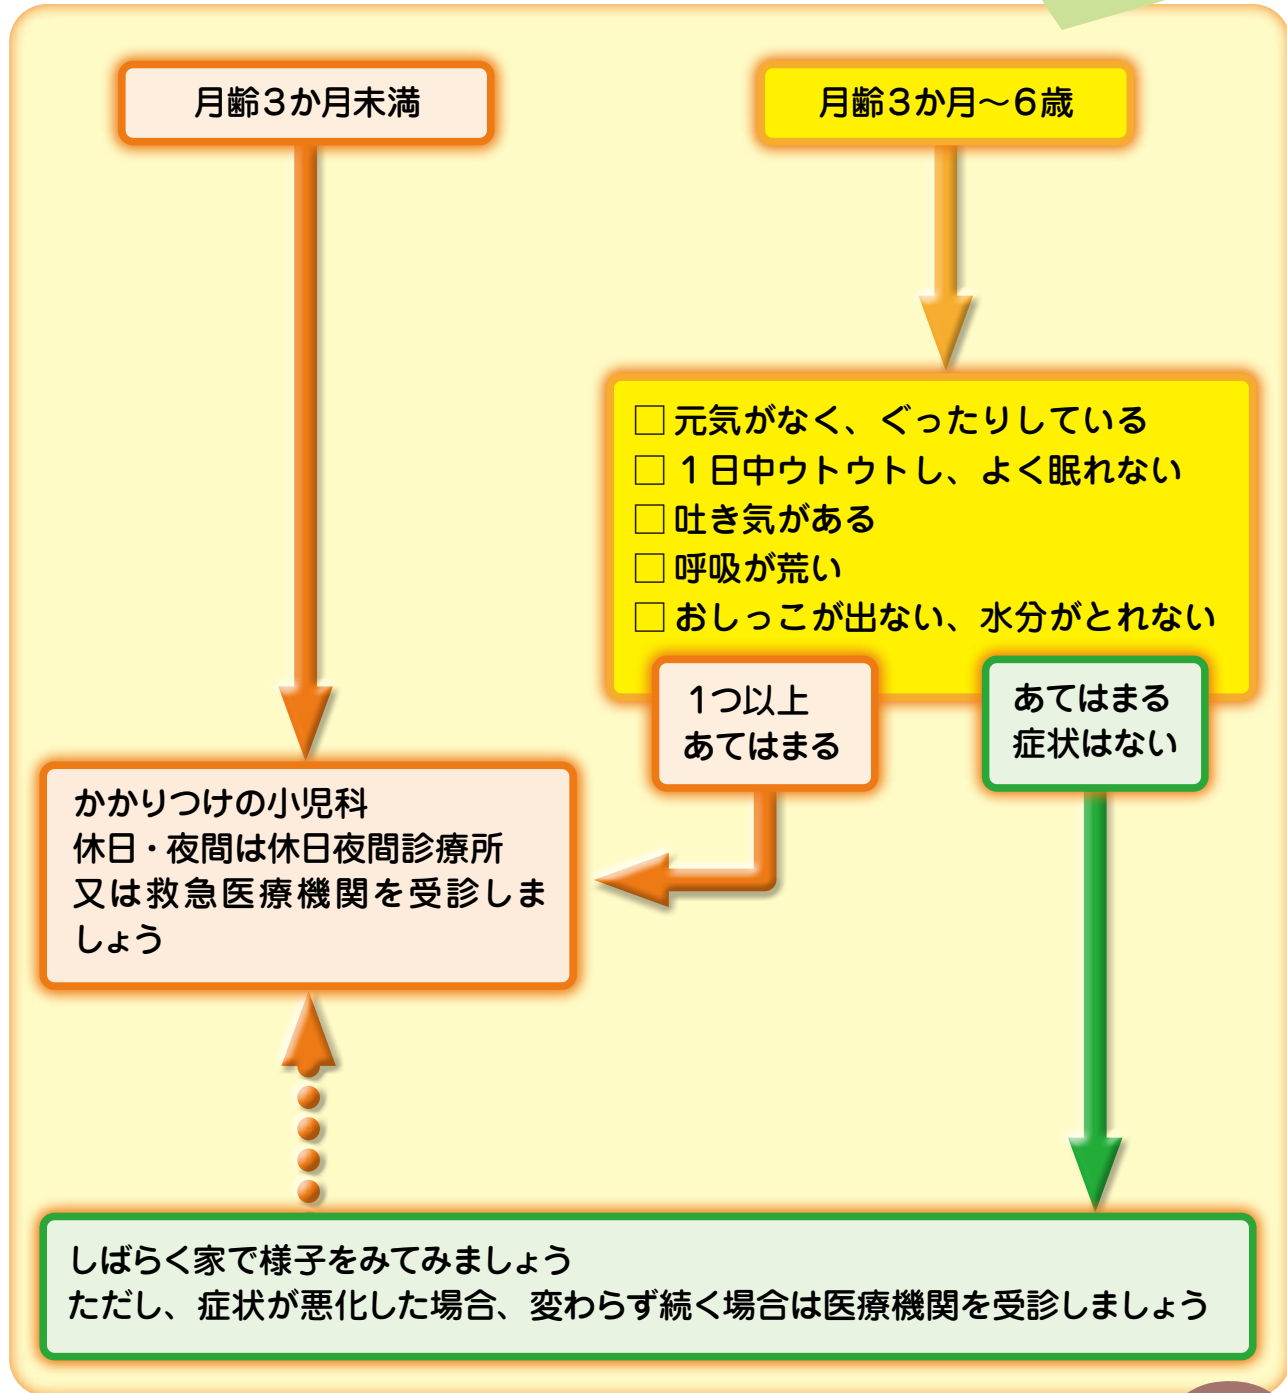 月齢3か月未満
月齢3か月～6歳
□元気がなく、ぐったりしている
□1日中ウトウトし、よく眠れない
□吐き気がある
□呼吸が荒い
□おしっこが出ない、水分がとれない
1つ以上
あてはまる
あてはまる
症状はない
かかりつけの小児科
休日・夜間は休日夜間診療所
又は救急医療機関を受診しま
しょう
しばらく家で様子をみてみましょう
ただし、症状が悪化した場合、変わらず続く場合は医療機関を受診しましょう